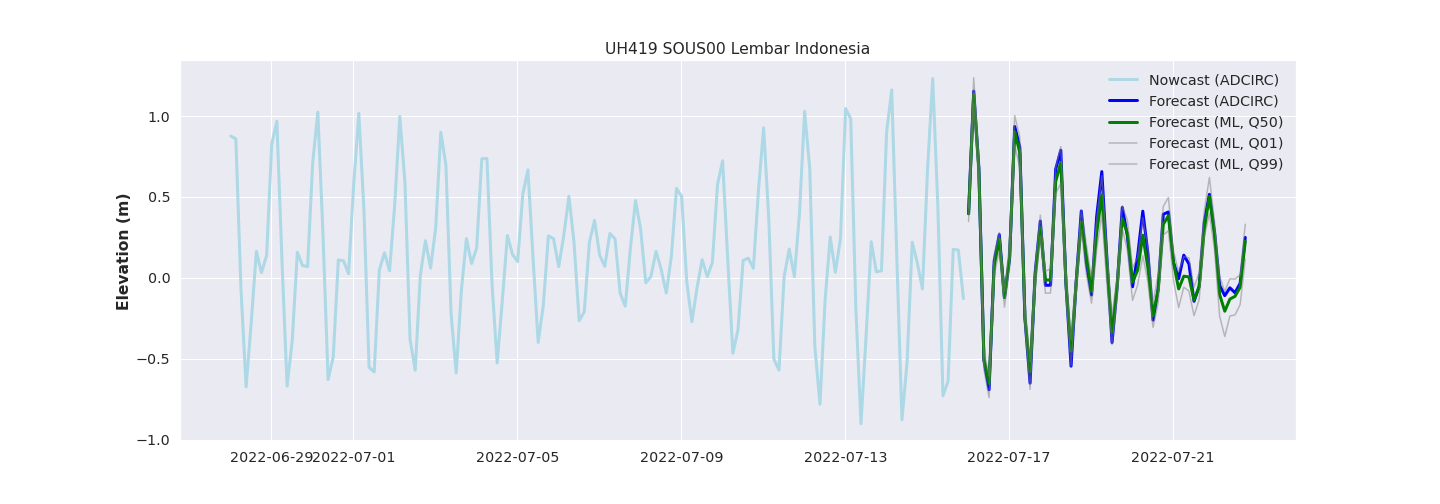 UH419 SOUS00 Lembar Indonesia
Nowcast (ADCIRC)
Forecast (ADCIRC)
Forecast (ML, Q50)
Forecast (ML, Q01)
Forecast (ML, Q99)
Elevation (m)
1.0
0.5
0.0
−0.5
−1.0
2022-06-29
2022-07-01
2022-07-05
2022-07-09
2022-07-13
2022-07-17
2022-07-21